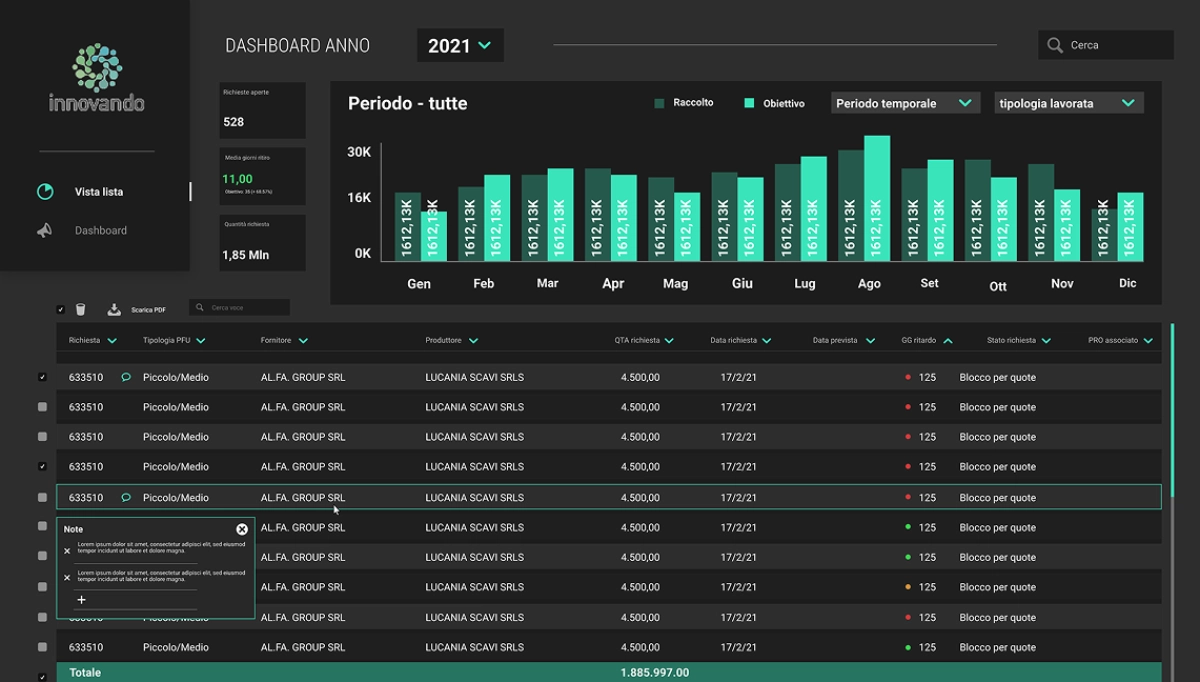 innovando
Vista lista
Dashboard
DASHBOARD ANNO
2021
Cerca
Richieste aperte
528
Media giorni ritiro
11,00
Obiettivo: 35 (+ 68.57%)
Quantità richiesta
1,85 Mln
Periodo - tutte
Raccolto
Obiettivo
Periodo temporale
tipologia lavorata
30K
16K
0K
1612,13K 1612,13K 1612,13K 1612,13K 1612,13K 1612,13K 1612,13K 1612,13K 1612,13K 1612,13K 1612,13K 1612,13K 1612,13K 1612,13K 1612,13K 1612,13K 1612,13K 1612,13K 1612,13K 1612,13K 1612,13K 1612,13K 1612,13K 1612,13K
Gen Feb Mar Apr Mag Giu Lug Ago Set Ott Nov Dic
Scarica PDF
Cerca voce
Richiesta Tipologia PFU Fornitore Produttore QTA richiesta Data richiesta Data prevista GG ritardo Stato richiesta PRO associato
633510 Piccolo/Medio AL.FA. GROUP SRL LUCANIA SCAVI SRLS 4.500,00 17/2/21 125 Blocco per quote
633510 Piccolo/Medio AL.FA. GROUP SRL LUCANIA SCAVI SRLS 4.500,00 17/2/21 125 Blocco per quote
633510 Piccolo/Medio AL.FA. GROUP SRL LUCANIA SCAVI SRLS 4.500,00 17/2/21 125 Blocco per quote
633510 Piccolo/Medio AL.FA. GROUP SRL LUCANIA SCAVI SRLS 4.500,00 17/2/21 125 Blocco per quote
633510 Piccolo/Medio AL.FA. GROUP SRL LUCANIA SCAVI SRLS 4.500,00 17/2/21 125 Blocco per quote
AL.FA. GROUP SRL LUCANIA SCAVI SRLS 4.500,00 17/2/21 125 Blocco per quote
AL.FA. GROUP SRL LUCANIA SCAVI SRLS 4.500,00 17/2/21 125 Blocco per quote
AL.FA. GROUP SRL LUCANIA SCAVI SRLS 4.500,00 17/2/21 125 Blocco per quote
AL.FA. GROUP SRL LUCANIA SCAVI SRLS 4.500,00 17/2/21 125 Blocco per quote
633510 Piccolo/Medio AL.FA. GROUP SRL LUCANIA SCAVI SRLS 4.500,00 17/2/21 125 Blocco per quote
Note
Lorem ipsum dolor sit amet, consectetur adipisci elit, sed eiusmod
tempor incidunt ut labore et dolore magna.
Lorem ipsum dolor sit amet, consectetur adipisci elit, sed eiusmod
tempor incidunt ut labore et dolore magna.
Totale 1.885.997.00